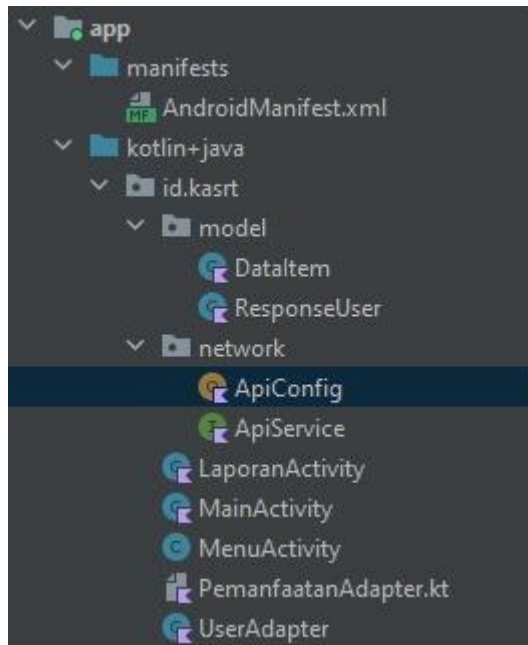 app
manifests
MF AndroidManifest.xml
kotlin+java
id.kasrt
model
DataItem
ResponseUser
network
ApiConfig
ApiService
LaporanActivity
MainActivity
C MenuActivity
PemanfaatanAdapter.kt
UserAdapter